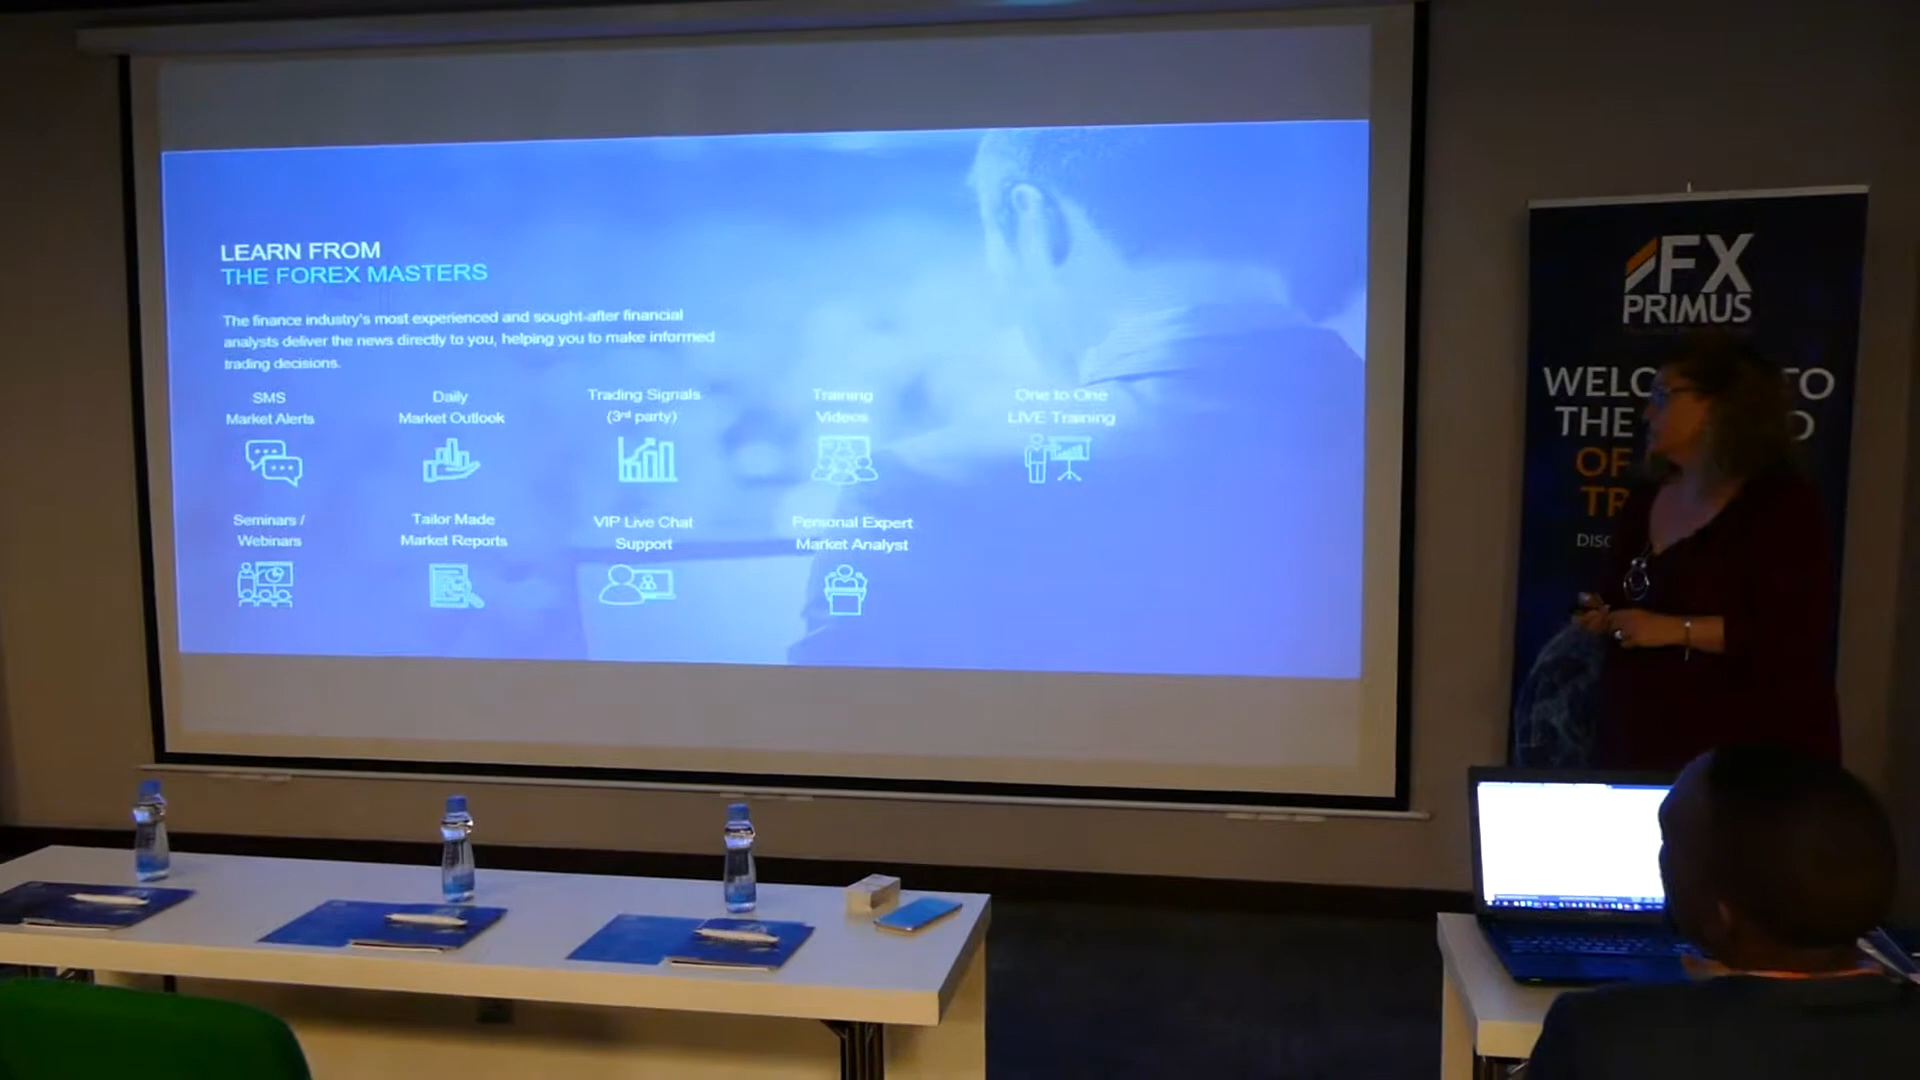 LEARN FROM
THE FOREX MASTERS
The finance industry's most experienced and sought-after financial
analysts deliver the news directly to you, helping you to make informed
trading decisions.
SMS
Market Alerts
Daily
Market Outlook
Trading Signals
(3rd party)
Training
Videos
One to One
LIVE Training
Seminars /
Webinars
Tailor Made
Market Reports
VIP Live Chat
Support
Personal Expert
Market Analyst
FX
PRIMUS
TO
THE
OF